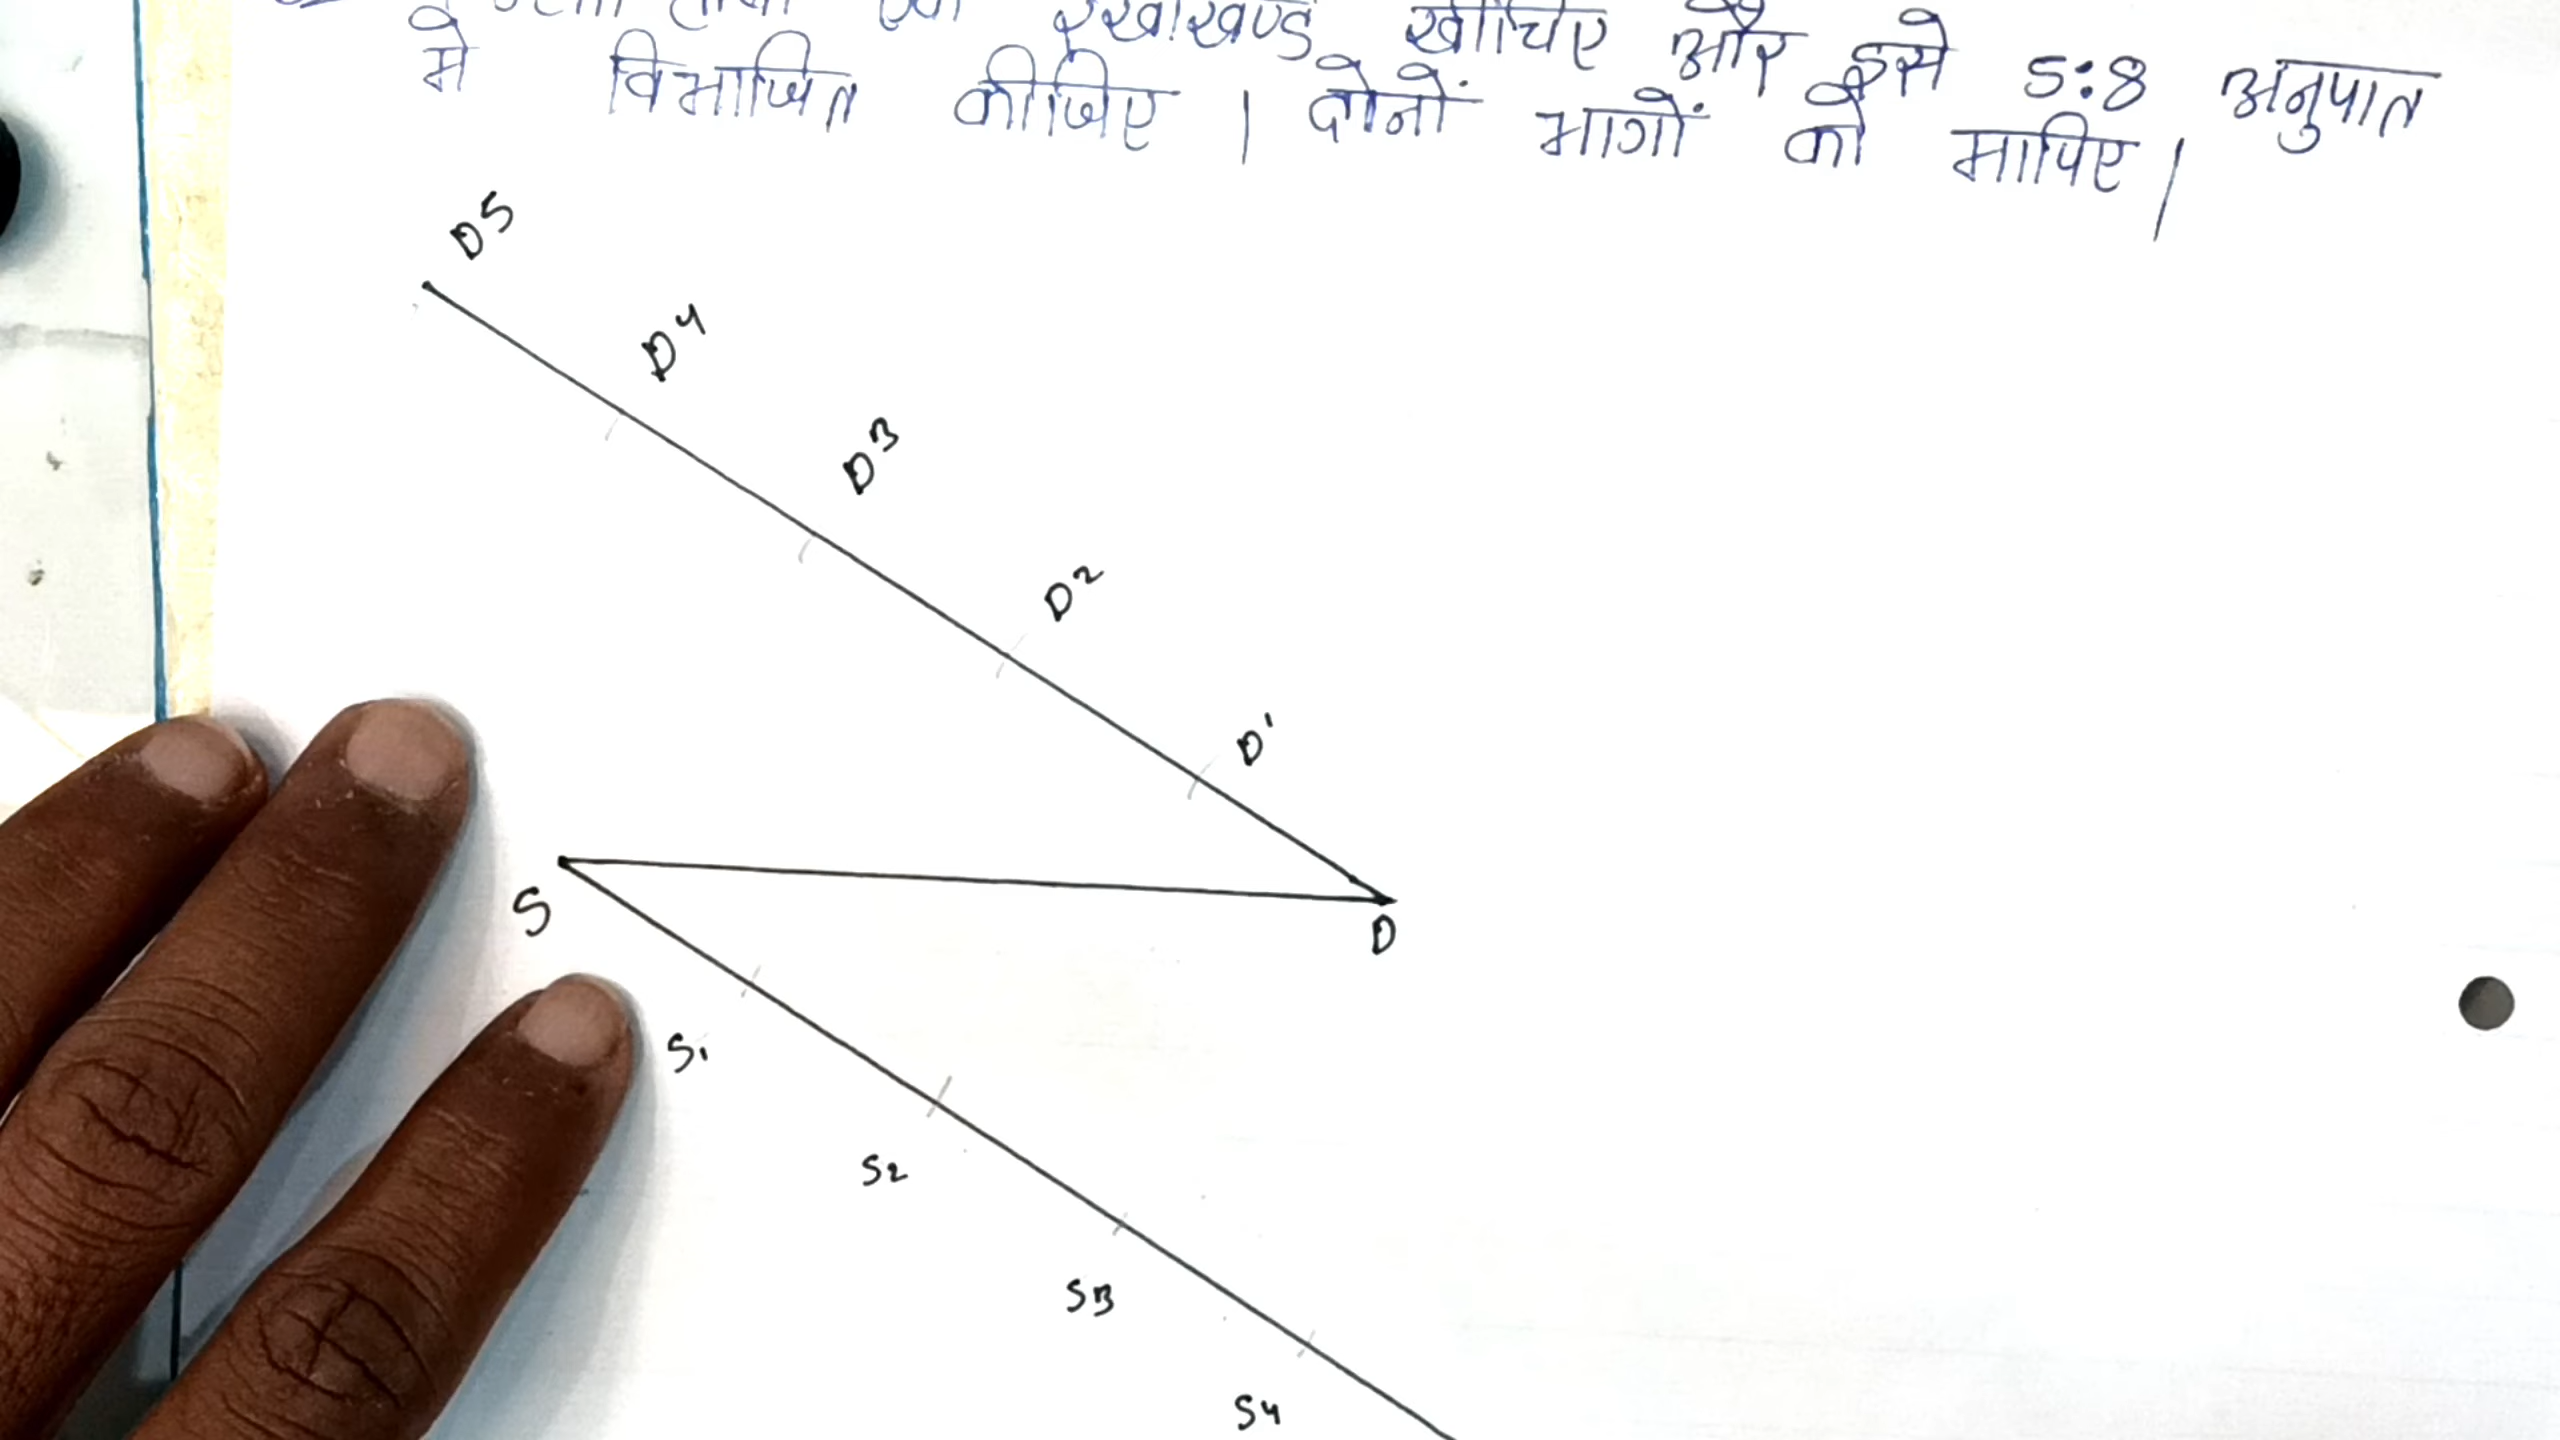 रेखाखण्ड खींचिए और इसे 5:8 अनुपात
मे विभाजित कीजिए | दोनों भागों को मापिए |
D5
D4
D3
D2
D1
S
D
S1
S2
S3
S4